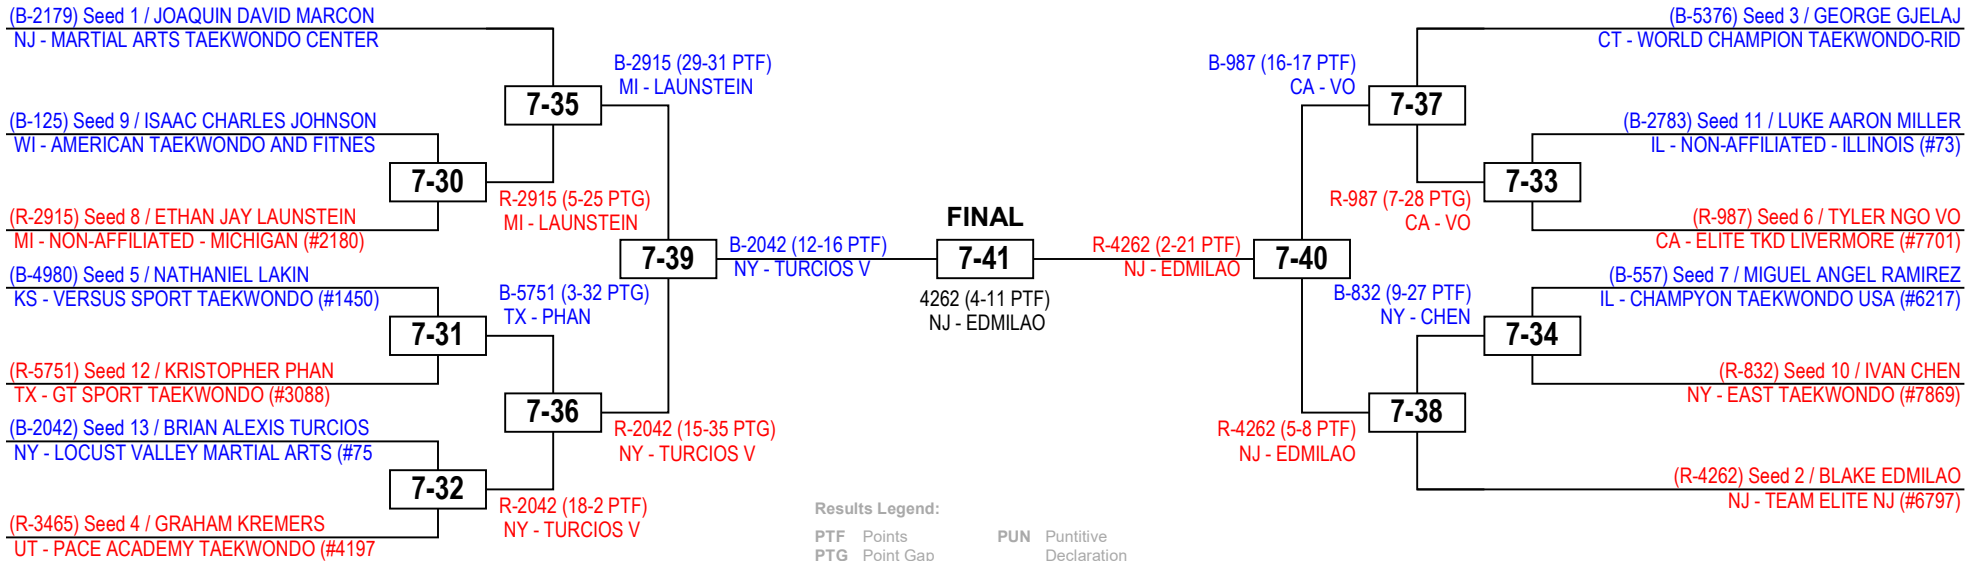 (B-2179) Seed 1 / JOAQUIN DAVID MARCON
NJ - MARTIAL ARTS TAEKWONDO CENTER
(B-125) Seed 9 / ISAAC CHARLES JOHNSON
WI - AMERICAN TAEKWONDO AND FITNES
(R-2915) Seed 8 / ETHAN JAY LAUNSTEIN
MI - NON-AFFILIATED - MICHIGAN (#2180)
(B-4980) Seed 5 / NATHANIEL LAKIN
KS - VERSUS SPORT TAEKWONDO (#1450)
(R-5751) Seed 12 / KRISTOPHER PHAN
TX - GT SPORT TAEKWONDO (#3088)
(B-2042) Seed 13 / BRIAN ALEXIS TURCIOS
NY - LOCUST VALLEY MARTIAL ARTS (#75
(R-3465) Seed 4 / GRAHAM KREMERS
UT - PACE ACADEMY TAEKWONDO (#4197
7-30
7-31
7-32
7-35
R-2915 (5-25 PTG)
MI - LAUNSTEIN
B-5751 (3-32 PTG)
TX - PHAN
7-36
R-2042 (18-2 PTF)
NY - TURCIOS V
B-2915 (29-31 PTF)
MI - LAUNSTEIN
7-39
R-2042 (15-35 PTG)
NY - TURCIOS V
B-2042 (12-16 PTF)
NY - TURCIOS V
FINAL
7-41
4262 (4-11 PTF)
NJ - EDMILAO
R-4262 (2-21 PTF)
NJ - EDMILAO
B-987 (16-17 PTF)
CA - VO
7-40
R-4262 (5-8 PTF)
NJ - EDMILAO
7-37
R-987 (7-28 PTG)
CA - VO
B-832 (9-27 PTF)
NY - CHEN
7-38
7-33
7-34
(B-5376) Seed 3 / GEORGE GJELAJ
CT - WORLD CHAMPION TAEKWONDO-RID
(B-2783) Seed 11 / LUKE AARON MILLER
IL - NON-AFFILIATED - ILLINOIS (#73)
(R-987) Seed 6 / TYLER NGO VO
CA - ELITE TKD LIVERMORE (#7701)
(B-557) Seed 7 / MIGUEL ANGEL RAMIREZ
IL - CHAMPYON TAEKWONDO USA (#6217)
(R-832) Seed 10 / IVAN CHEN
NY - EAST TAEKWONDO (#7869)
(R-4262) Seed 2 / BLAKE EDMILAO
NJ - TEAM ELITE NJ (#6797)
Results Legend:
PTF Points PUN Puntitive
PTG Point Gap Declaration